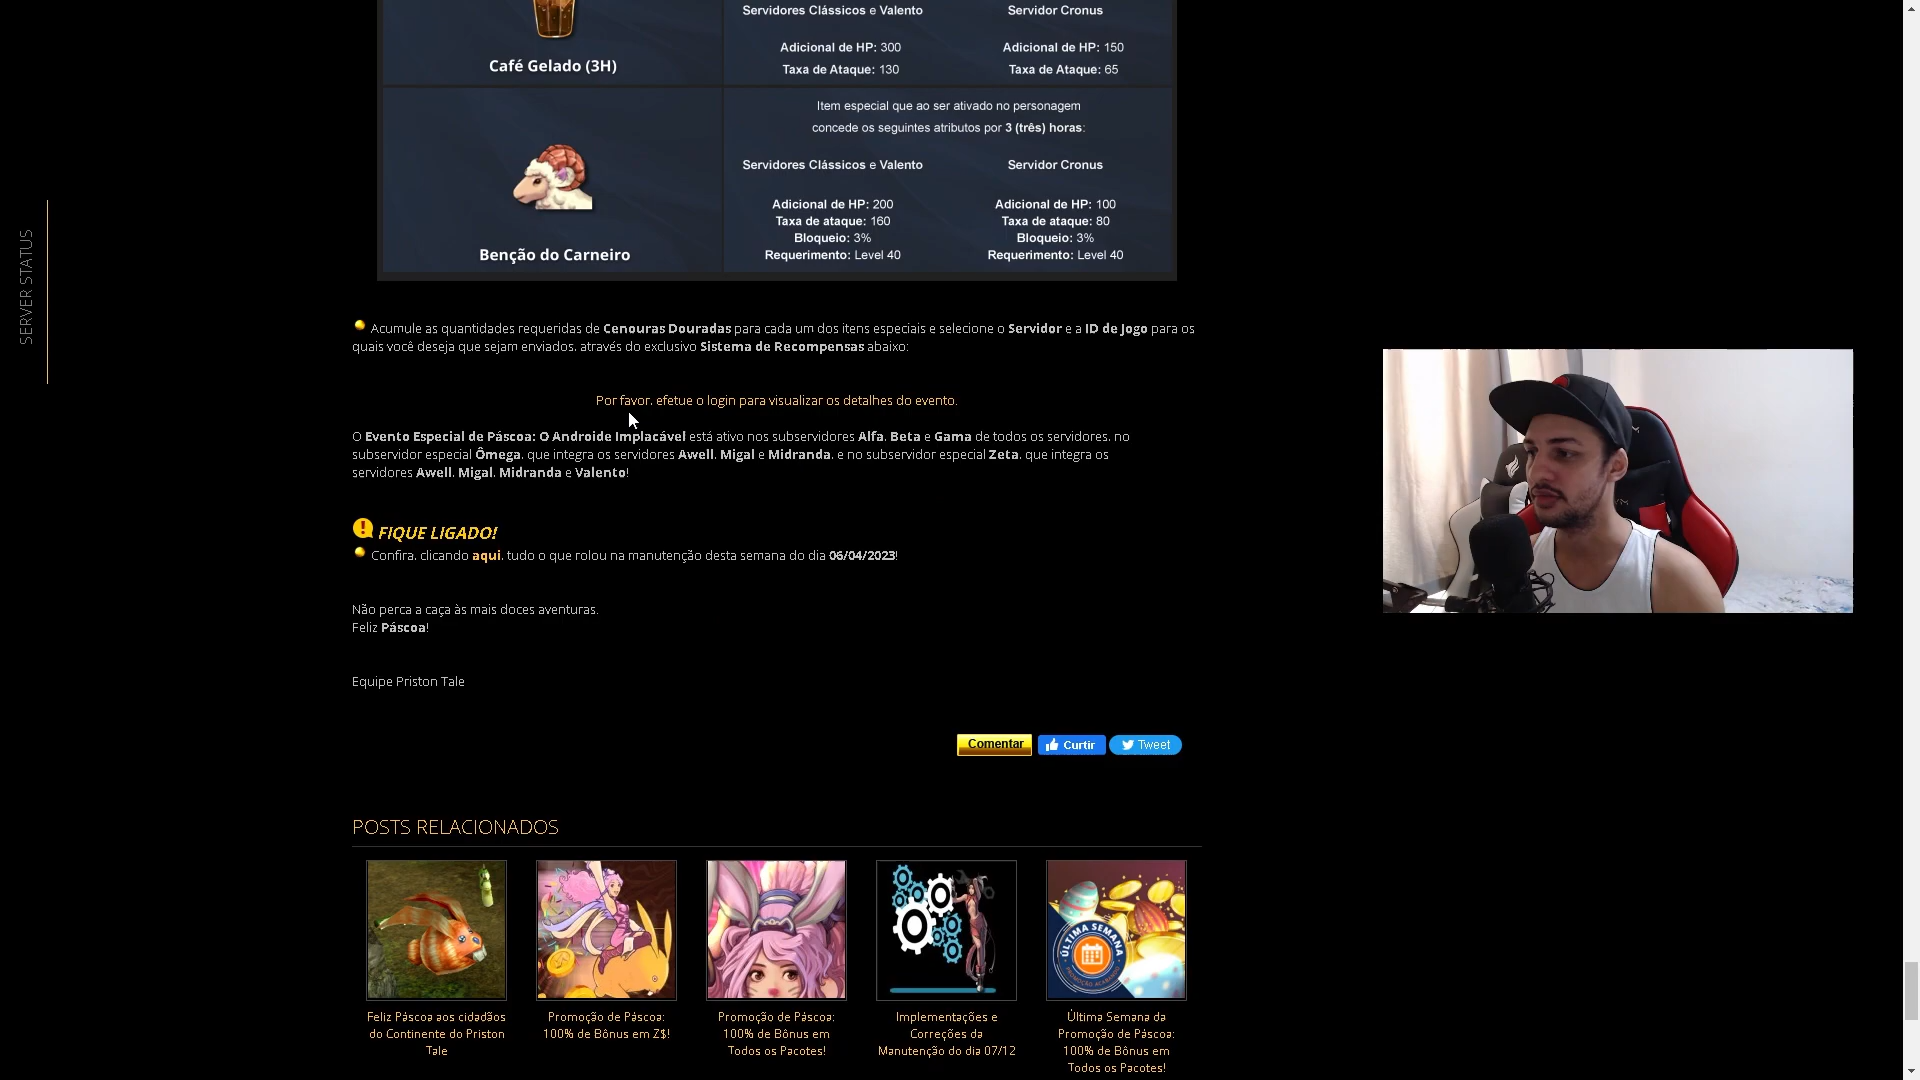 Servidores Clássicos e Valento
Servidor Cronus
Adicional de HP: 300
Adicional de HP: 150
Café Gelado (3H)
Taxa de Ataque: 130
Taxa de Ataque: 65
Item especial que ao ser ativado no personagem
concede os seguintes atributos por 3 (três) horas:
Servidores Clássicos e Valento
Servidor Cronus
Adicional de HP: 200
Adicional de HP: 100
Taxa de ataque: 160
Taxa de ataque: 80
Bloqueio: 3%
Bloqueio: 3%
Benção do Carneiro
Requerimento: Level 40
Requerimento: Level 40
SERVER STATUS
Acumule as quantidades requeridas de Cenouras Douradas para cada um dos itens especiais e selecione o Servidor e a ID de Jogo para os
quais você deseja que sejam enviados, através do exclusivo Sistema de Recompensas abaixo:
Por favor, efetue o login para visualizar os detalhes do evento.
O Evento Especial de Páscoa: O Androide Implacável está ativo nos subservidores Alfa, Beta e Gama de todos os servidores, no
subservidor especial Ômega, que integra os servidores Awell, Migal e Midranda, e no subservidor especial Zeta, que integra os
servidores Awell, Migal, Midranda e Valento!
FIQUE LIGADO!
Confira, clicando aqui, tudo o que rolou na manutenção desta semana do dia 06/04/2023!
Não perca a caça às mais doces aventuras.
Feliz Páscoa!
Equipe Priston Tale
Comentar
Curtir
Tweet
POSTS RELACIONADOS
ÚLTIMA SEMANA
Feliz Páscoa aos cidadãos
do Continente do Priston
Tale
Promoção de Páscoa:
100% de Bônus em Z$!
Promoção de Páscoa:
100% de Bônus em
Todos os Pacotes!
Implementações e
Correções da
Manutenção do dia 07/12
Última Semana da
Promoção de Páscoa:
100% de Bônus em
Todos os Pacotes!